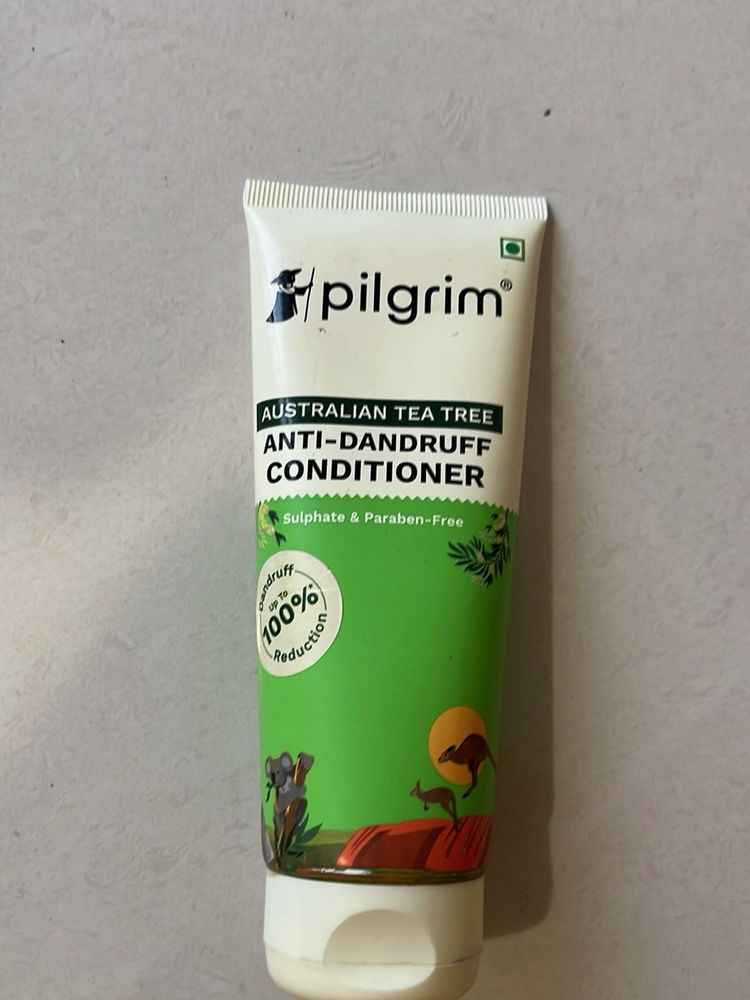 pilgrim®
AUSTRALIAN TEA TREE
ANTI-DANDRUFF
CONDITIONER
Sulphate & Paraben-Free
Dandruff
Up To
100%*
Reduction